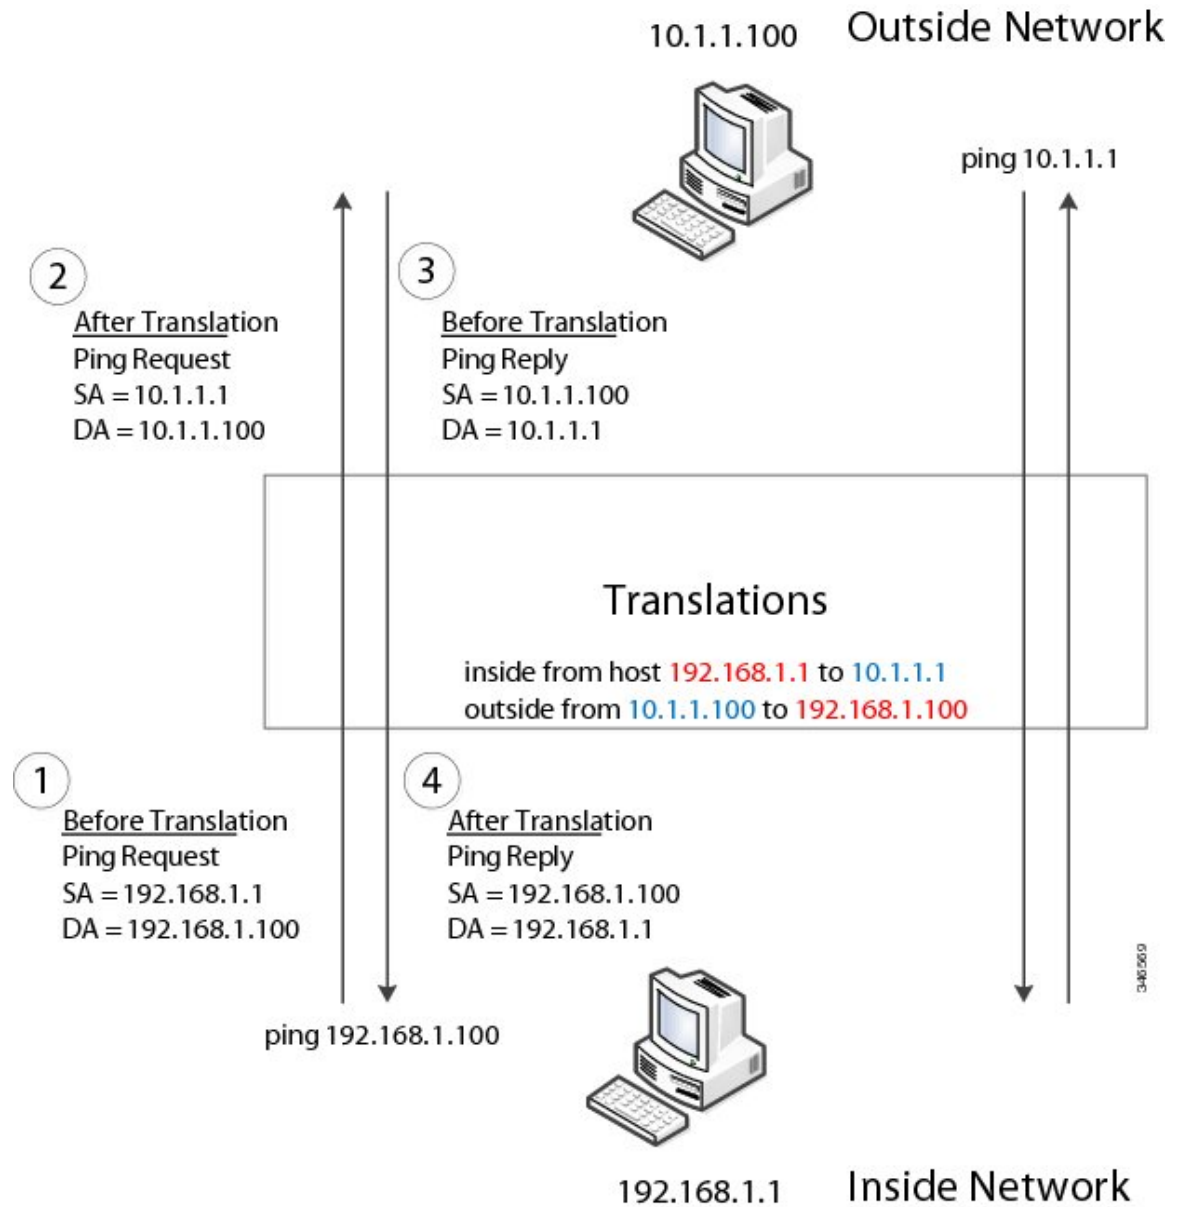 10.1.1.100
Outside Network
ping 10.1.1.1
2
After Translation
Ping Request
SA = 10.1.1.1
DA = 10.1.1.100
3
Before Translation
Ping Reply
SA = 10.1.1.100
DA = 10.1.1.1
Translations
inside from host 192.168.1.1 to 10.1.1.1
outside from 10.1.1.100 to 192.168.1.100
1
Before Translation
Ping Request
SA = 192.168.1.1
DA = 192.168.1.100
4
After Translation
Ping Reply
SA = 192.168.1.100
DA = 192.168.1.1
346569
ping 192.168.1.100
192.168.1.1
Inside Network